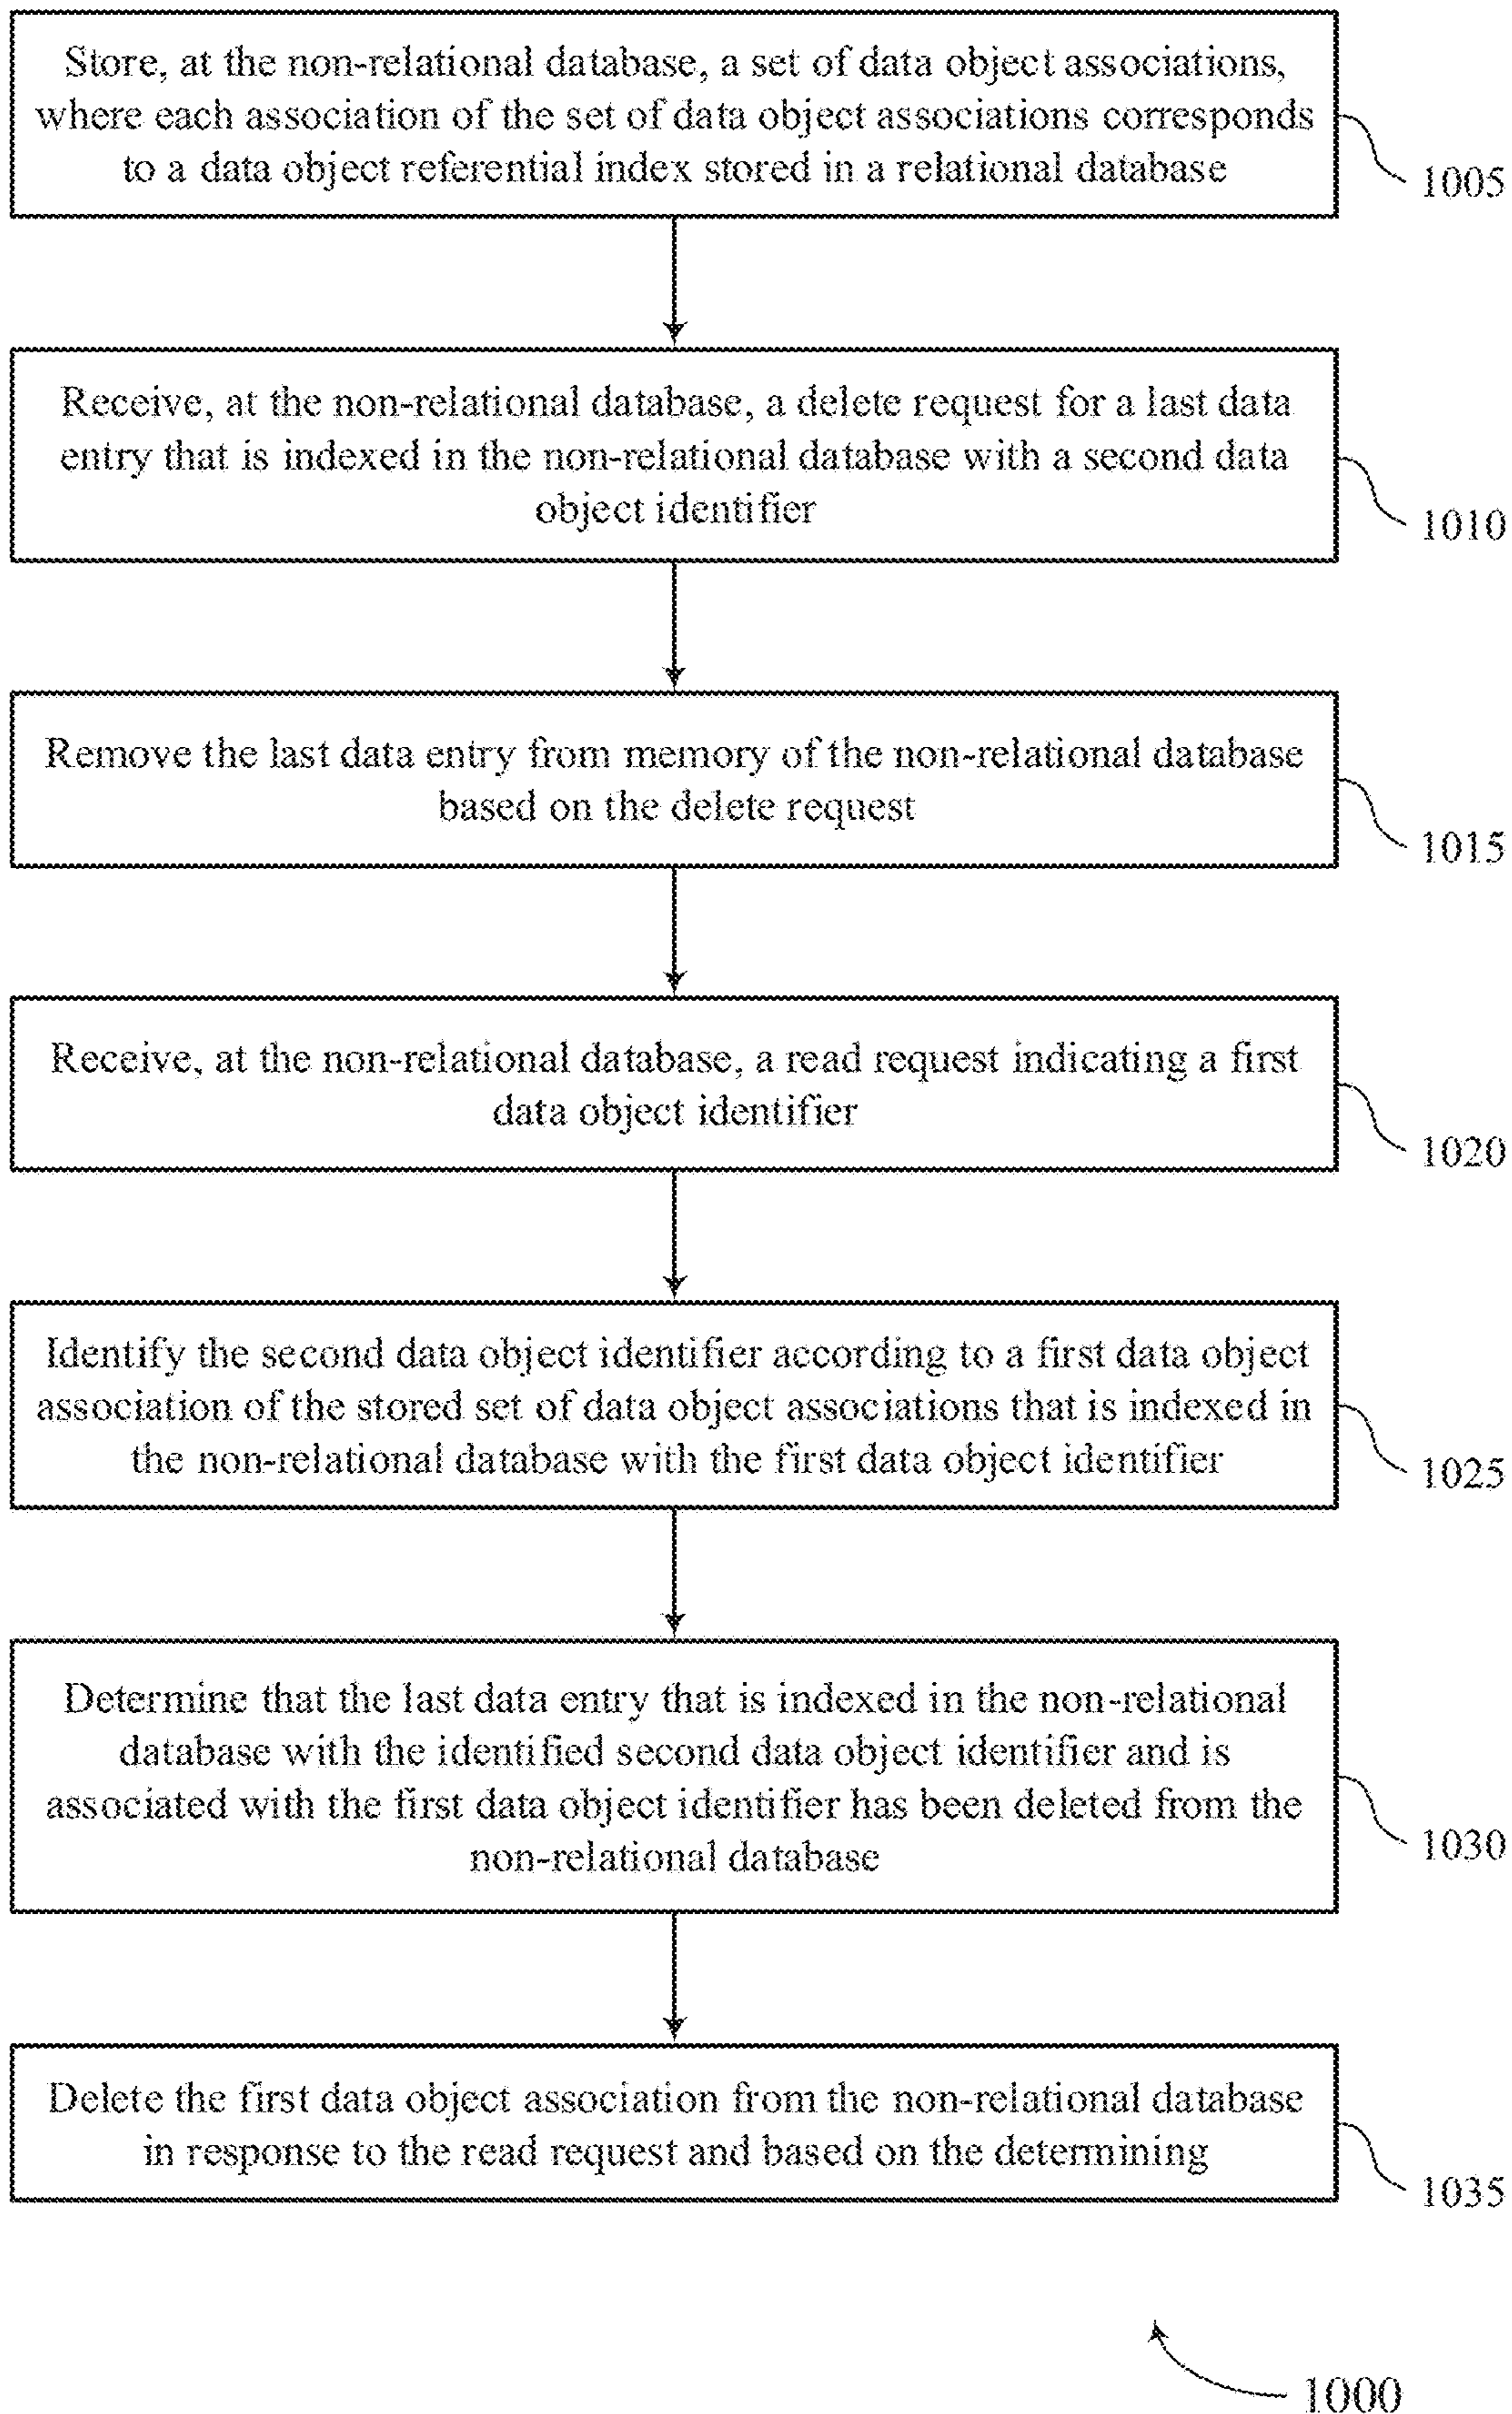 Store, at the non-relational database, a set of data object associations,
where each association of the set of data object associations corresponds
to a data object referential index stored in a relational database
1005
Receive, at the non-relational database, a delete request for a last data
entry that is indexed in the non-relational database with a second data
object identifier
1010
Remove the last data entry from memory of the non-relational database
based on the delete request
1015
Receive, at the non-relational database, a read request indicating a first
data object identifier
1020
Identify the second data object identifier according to a first data object
association of the stored set of data object associations that is indexed in
the non-relational database with the first data object identifier
1025
Determine that the last data entry that is indexed in the non-relational
database with the identified second data object identifier and is
associated with the first data object identifier has been deleted from the
non-relational database
1030
Delete the first data object association from the non-relational database
in response to the read request and based on the determining
1035
1000